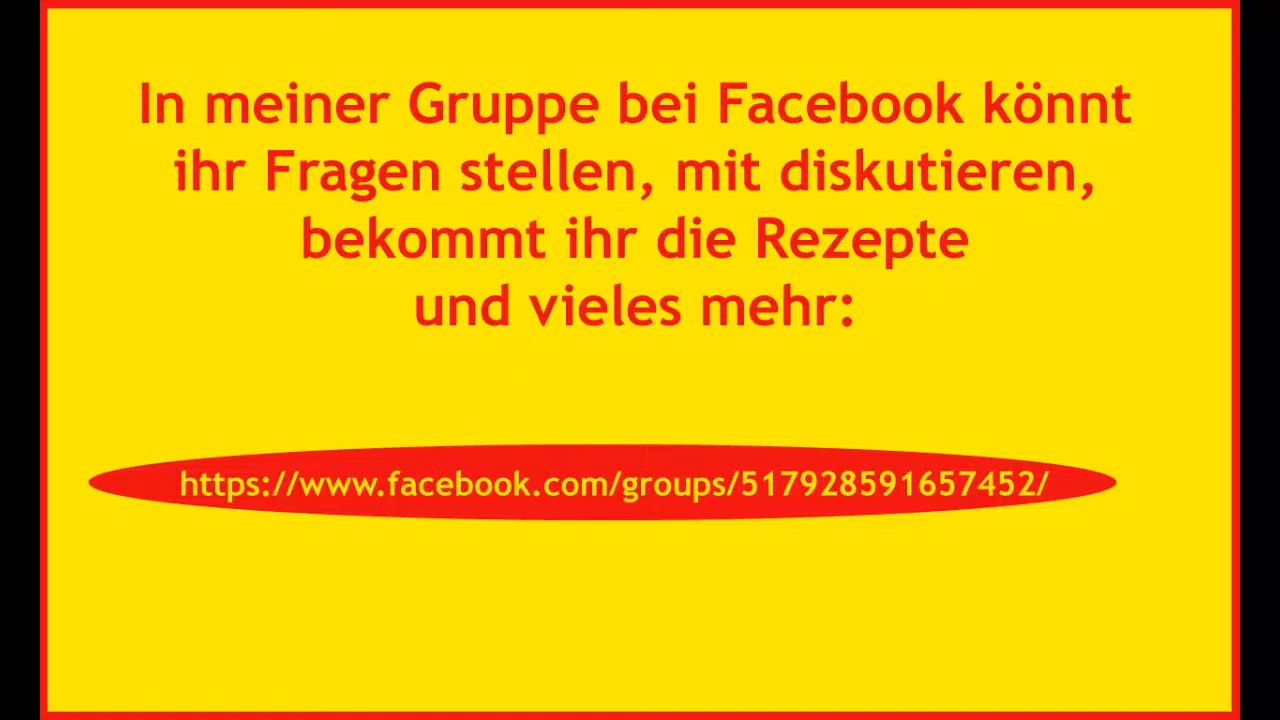 In meiner Gruppe bei Facebook könnt
ihr Fragen stellen, mit diskutieren,
bekommt ihr die Rezepte
und vieles mehr:
https://www.facebook.com/groups/517928591657452/